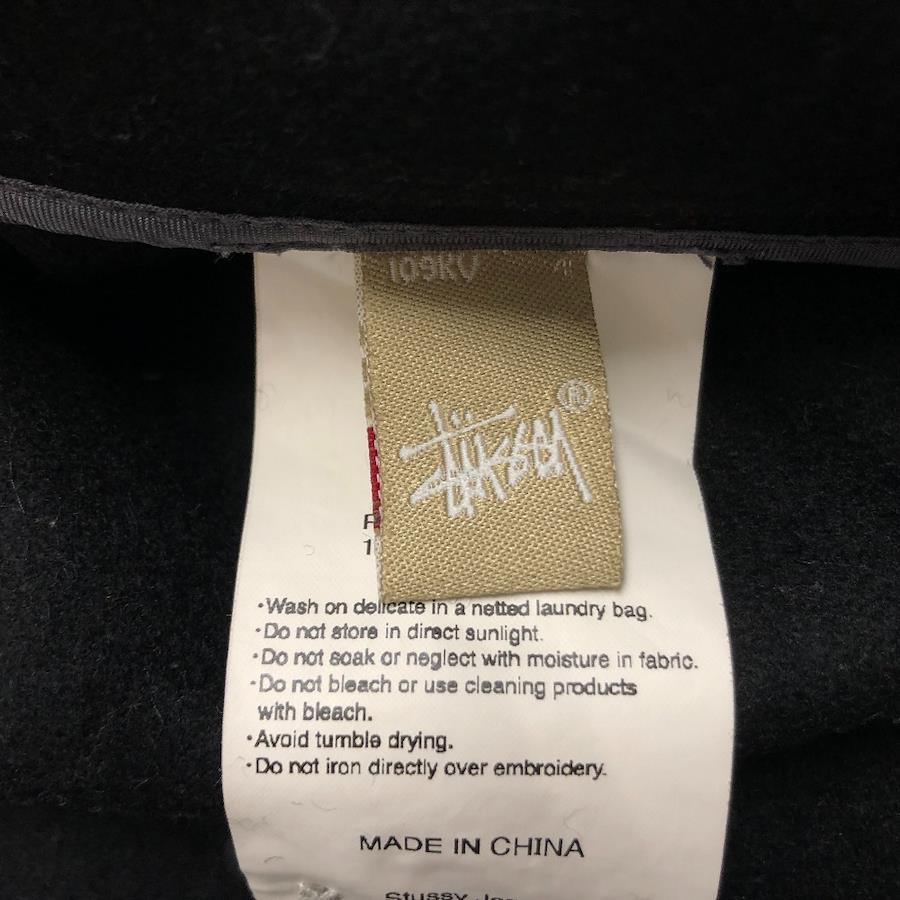 STÜSSY ®
·Wash on delicate in a netted laundry bag.
·Do not store in direct sunlight.
·Do not soak or neglect with moisture in fabric.
·Do not bleach or use cleaning products
with bleach.
·Avoid tumble drying.
·Do not iron directly over embroidery.
MADE IN CHINA
Stussy